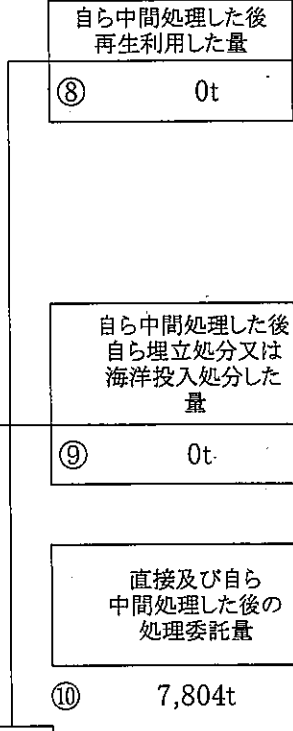 自ら中間処理した後
再生利用した量
⑧ 0t
自ら中間処理した後
自ら埋立処分又は
海洋投入処分した
量
⑨ 0t
直接及び自ら
中間処理した後の
処理委託量
⑩ 7,804t